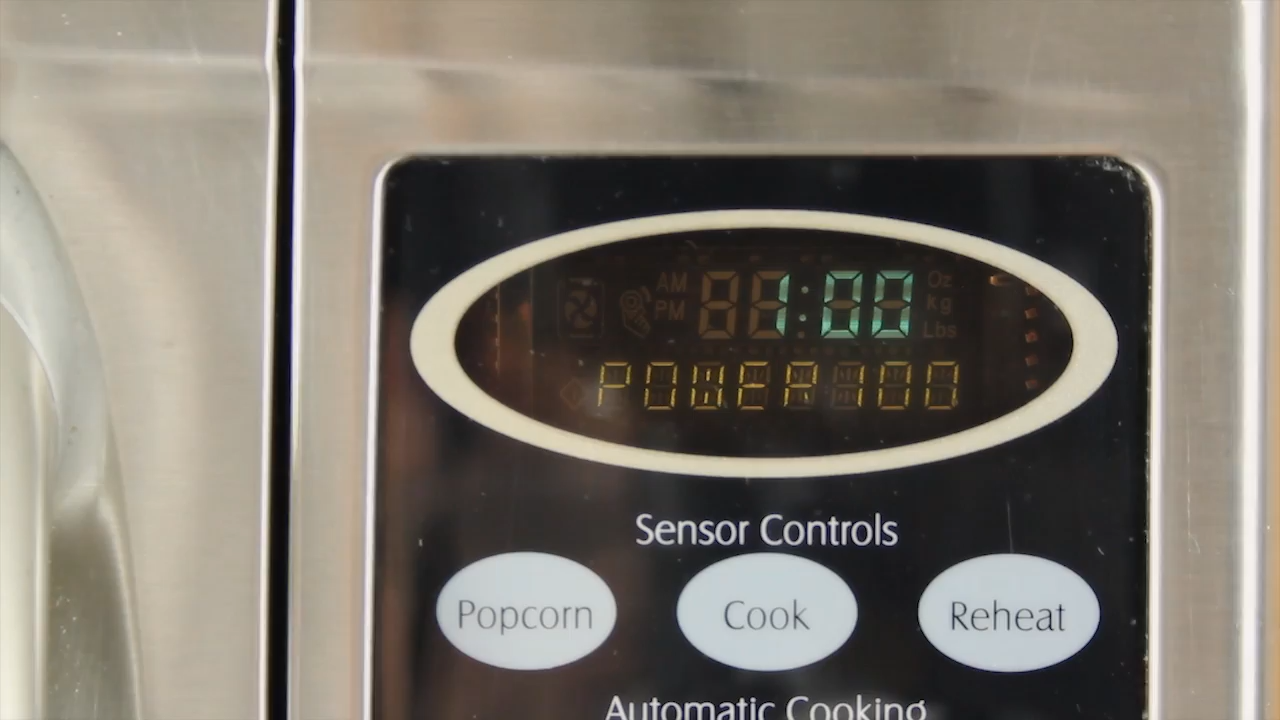 AM 1:00 Oz
PM Kg
Lbs
POWER 100
Sensor Controls
Popcorn Cook Reheat
Automatic Cooking